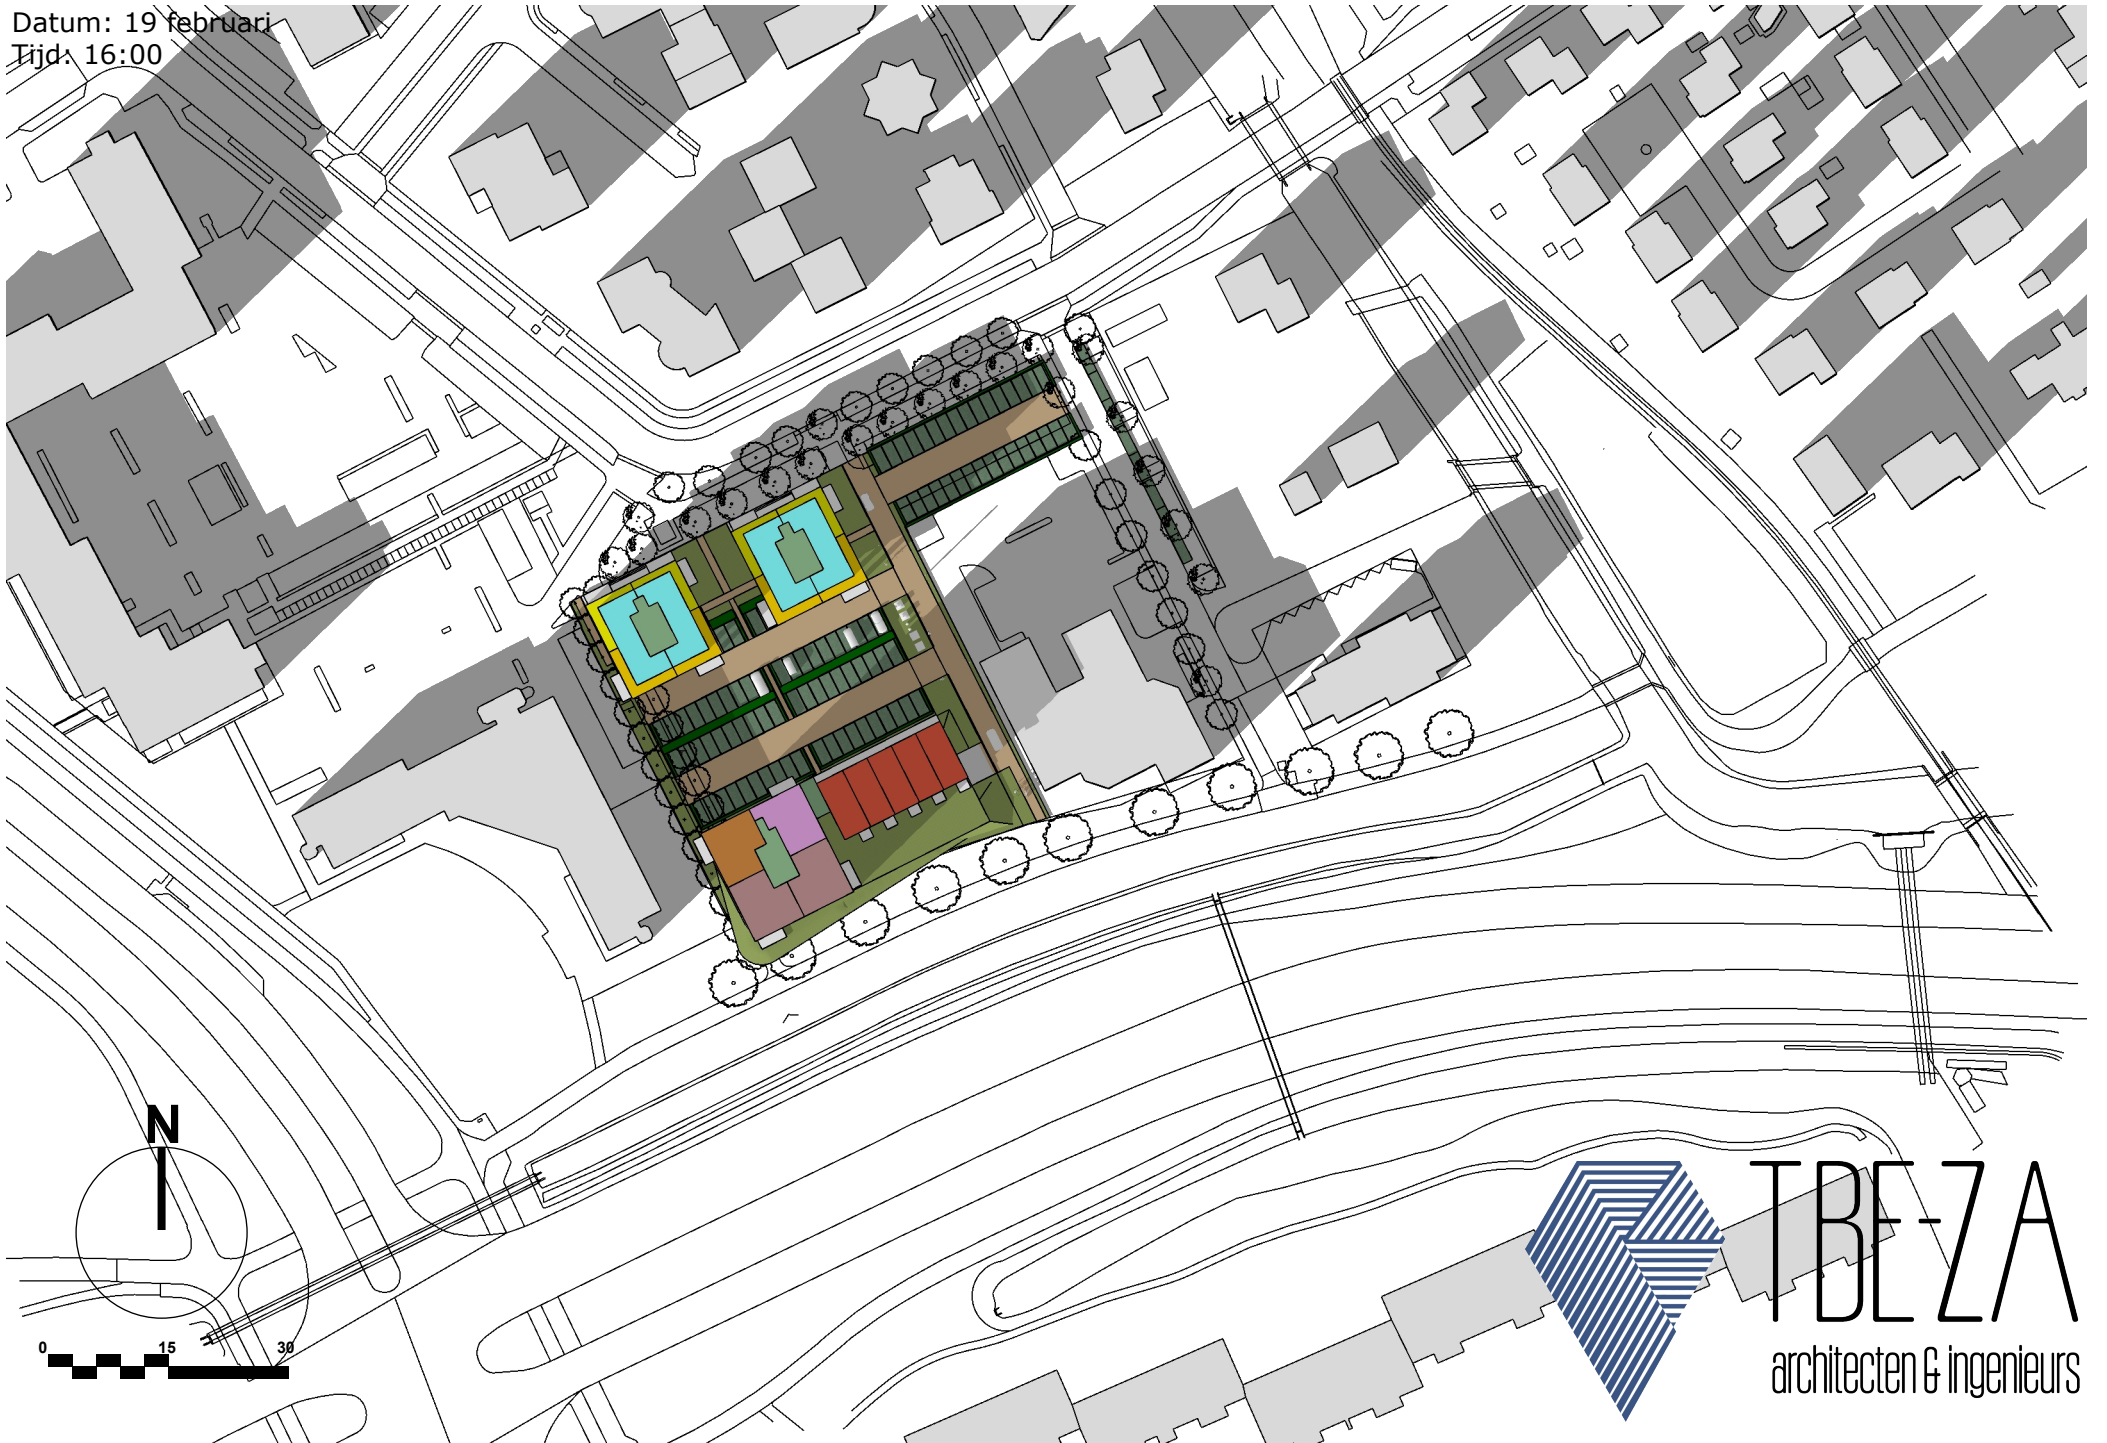 Datum: 19 februari
Tijd: 16:00
N
0 15 30
TBE-ZA
architecten & ingenieurs